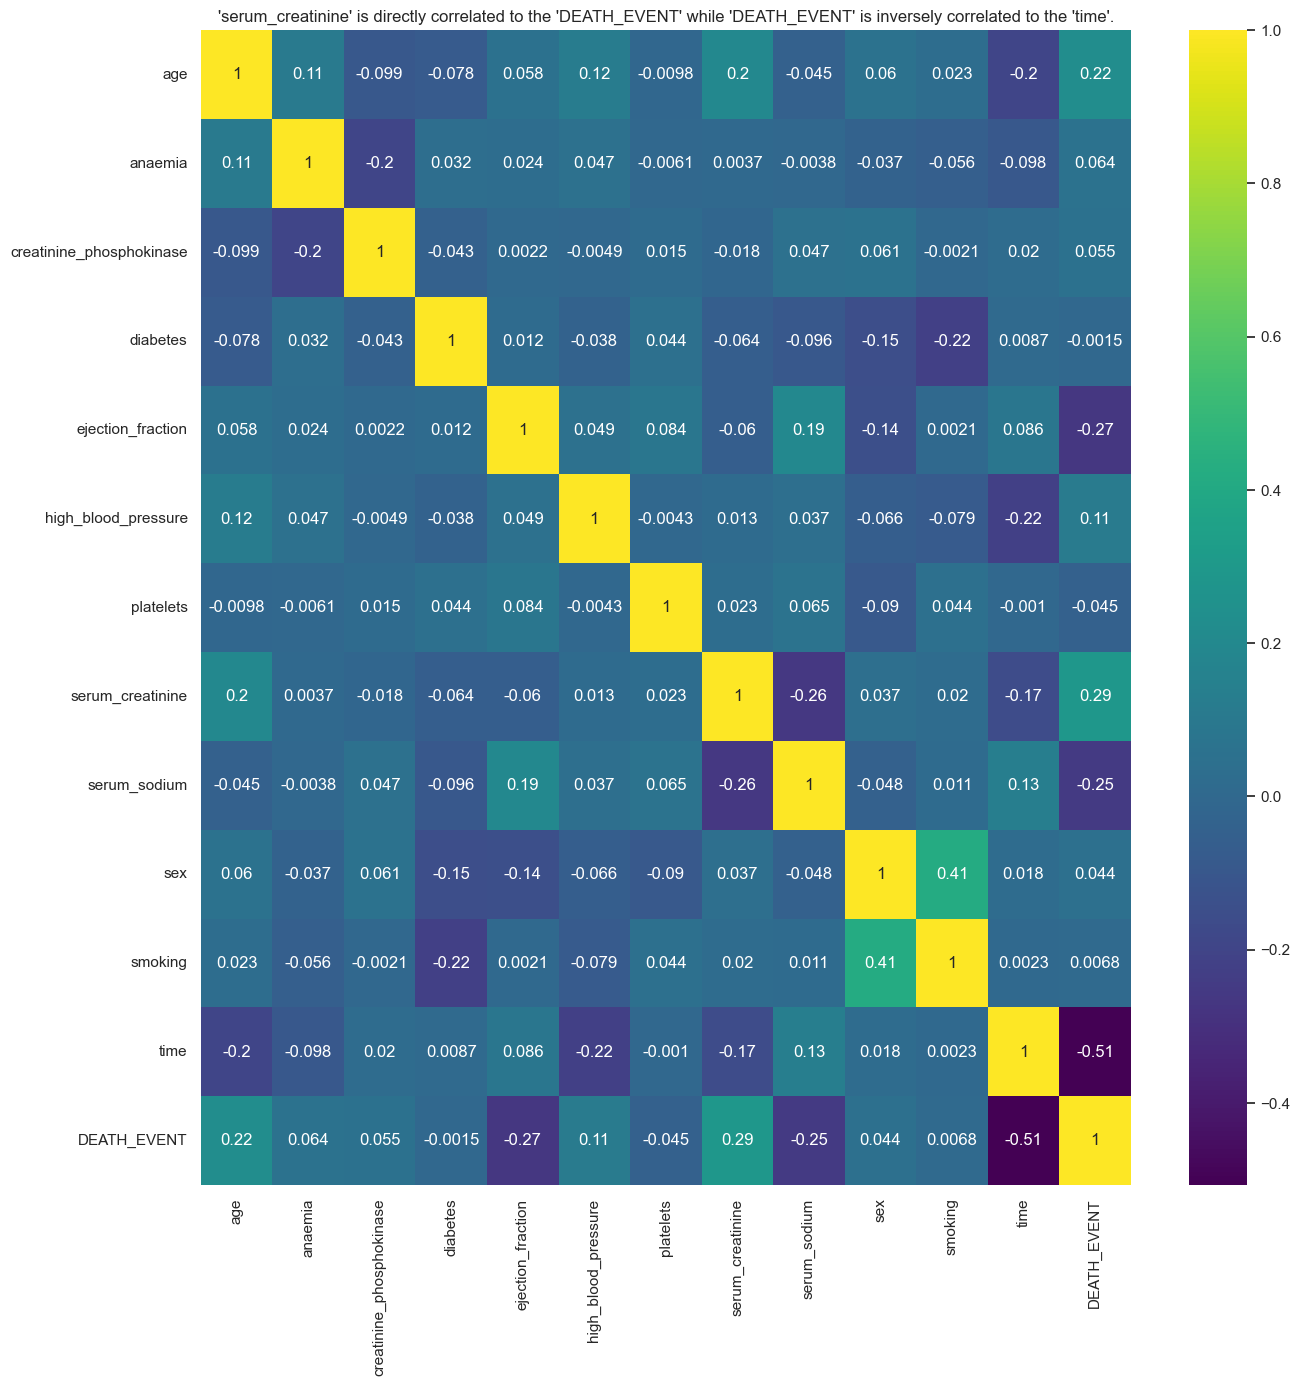 'serum_creatinine' is directly correlated to the 'DEATH_EVENT' while 'DEATH_EVENT' is inversely correlated to the 'time'.
age 1 0.11 -0.099 -0.078 0.058 0.12 -0.0098 0.2 -0.045 0.06 0.023 -0.2 0.22
anaemia 0.11 1 -0.2 0.032 0.024 0.047 -0.0061 0.0037 -0.0038 -0.037 -0.056 -0.098 0.064
creatinine_phosphokinase -0.099 -0.2 1 -0.043 0.0022 -0.0049 0.015 -0.018 0.047 0.061 -0.0021 0.02 0.055
diabetes -0.078 0.032 -0.043 1 0.012 -0.038 0.044 -0.064 -0.096 -0.15 -0.22 0.0087 -0.0015
ejection_fraction 0.058 0.024 0.0022 0.012 1 0.049 0.084 -0.06 0.19 -0.14 0.0021 0.086 -0.27
high_blood_pressure 0.12 0.047 -0.0049 -0.038 0.049 1 -0.0043 0.013 0.037 -0.066 -0.079 -0.22 0.11
platelets -0.0098 -0.0061 0.015 0.044 0.084 -0.0043 1 0.023 0.065 -0.09 0.044 -0.001 -0.045
serum_creatinine 0.2 0.0037 -0.018 -0.064 -0.06 0.013 0.023 1 -0.26 0.037 0.02 -0.17 0.29
serum_sodium -0.045 -0.0038 0.047 -0.096 0.19 0.037 0.065 -0.26 1 -0.048 0.011 0.13 -0.25
sex 0.06 -0.037 0.061 -0.15 -0.14 -0.066 -0.09 0.037 -0.048 1 0.41 0.018 0.044
smoking 0.023 -0.056 -0.0021 -0.22 0.0021 -0.079 0.044 0.02 0.011 0.41 1 0.0023 0.0068
time -0.2 -0.098 0.02 0.0087 0.086 -0.22 -0.001 -0.17 0.13 0.018 0.0023 1 -0.51
DEATH_EVENT 0.22 0.064 0.055 -0.0015 -0.27 0.11 -0.045 0.29 -0.25 0.044 0.0068 -0.51 1
age
anaemia
creatinine_phosphokinase
diabetes
ejection_fraction
high_blood_pressure
platelets
serum_creatinine
serum_sodium
sex
smoking
time
DEATH_EVENT
1.0
0.8
0.6
0.4
0.2
0.0
−0.2
−0.4